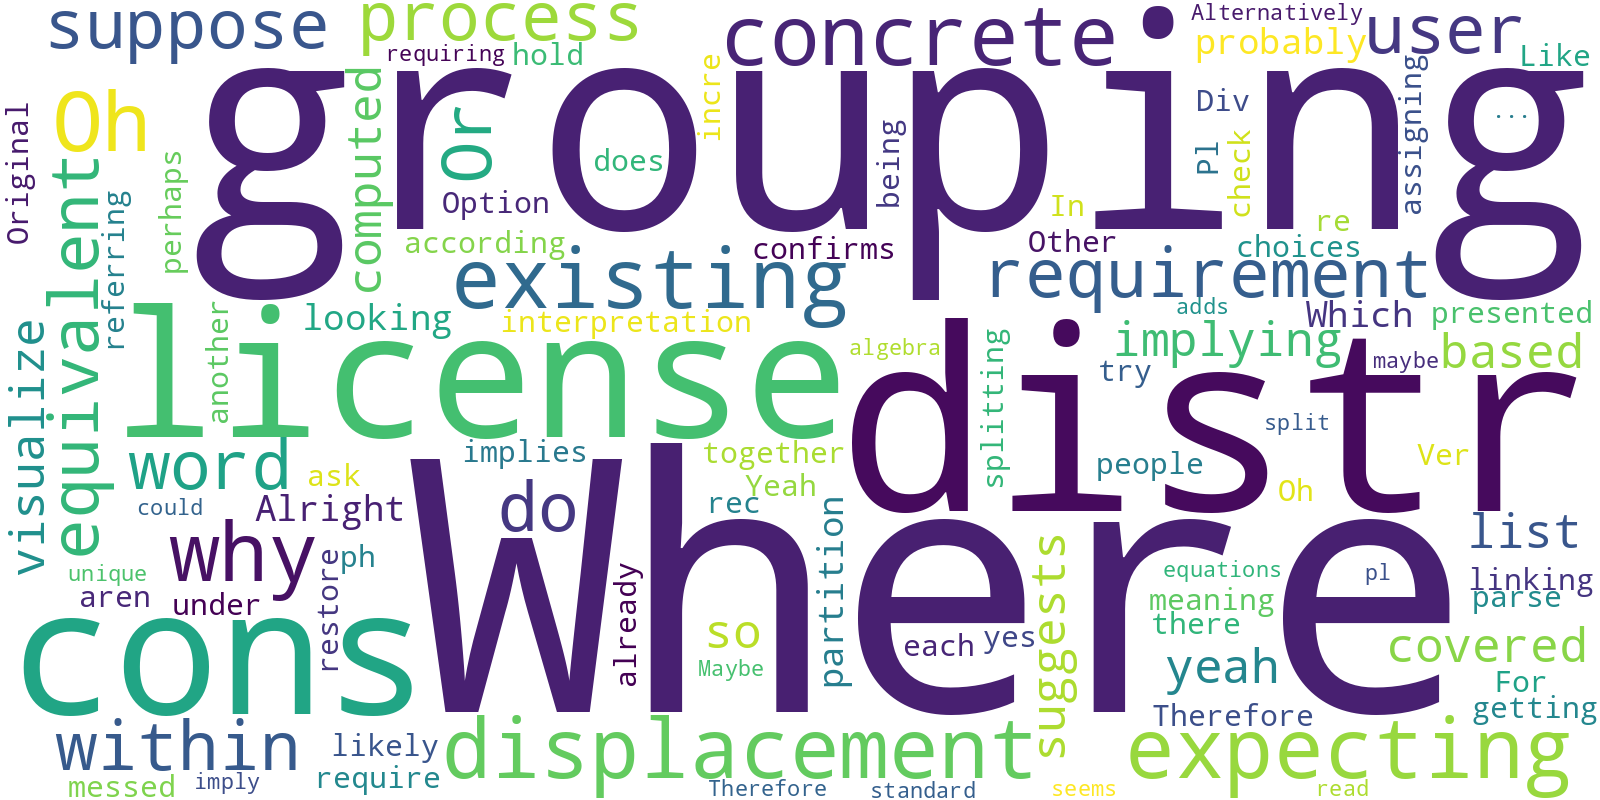 suppose
process
requiring
hold
concrete
Alternatively
probably
user
Like
Oh
grouping
computed
Or
incre
does
being
Div
Pl
check
assigning
...
Original
equivalent
referring
perhaps
Option
according
confirms
In
Other
re
choices
existing
requirement
looking
interpretation
adds
Which
presented
visualize
another
license
algebra
distr
splitting
implying
try
maybe
based
word
ask
implies
together
Yeah
people
split
Ver
Oh
could
Alright
do
rec
partition
why
ph
Where
list
unique
aren
under
restore
already
so
each
yes
suggests
equations
pl
linking
meaning
parse
there
cons
Maybe
yeah
covered
For
getting
Therefore
within
likely
displacement
expecting
messed
imply
require
Therefore
standard
seems
read